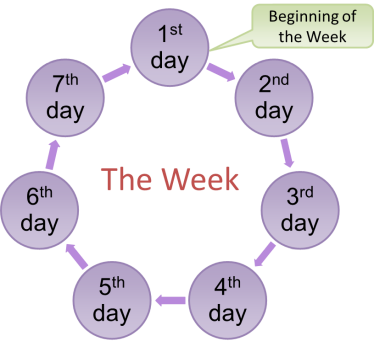 1st
day
Beginning of
the Week
2nd
day
3rd
day
4th
day
5th
day
6th
day
7th
day
The Week